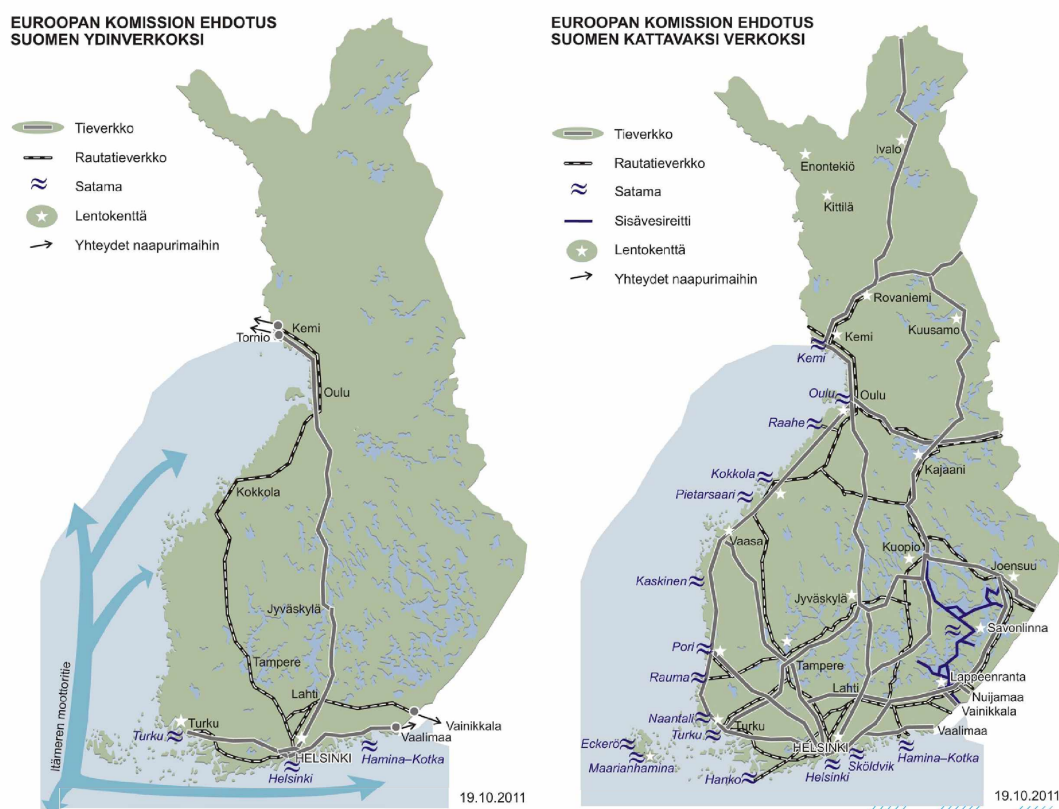 EUROOPAN KOMISSION EHDOTUS
SUOMEN YDINVERKOKSI
Tieverkko
Rautatieverkko
Satama
Lentokenttä
Yhteydet naapurimaihin
Kemi
Tornio
Oulu
Kokkola
Jyväskylä
Tampere
Lahti
Turku
Turku
HELSINKI
Helsinki
Vainikkala
Vaalimaa
Hamina–Kotka
Itämeren moottoritie
19.10.2011
EUROOPAN KOMISSION EHDOTUS
SUOMEN KATTAVAKSI VERKOKSI
Tieverkko
Rautatieverkko
Satama
Sisävesireitti
Lentokenttä
Yhteydet naapurimaihin
Ivalo
Enontekiö
Kittilä
Rovaniemi
Kuusamo
Kemi
Kemi
Oulu
Oulu
Raahe
Kajaani
Kokkola
Pietarsaari
Vaasa
Kuopio
Joensuu
Kaskinen
Jyväskylä
Savonlinna
Pori
Tampere
Lappeenranta
Rauma
Lahti
Nuijamaa
Vainikkala
Naantali
Turku
Turku
Vaalimaa
HELSINKI
Eckerö
Maarianhamina
Hanko
Helsinki
Sköldvik
Hamina–Kotka
19.10.2011